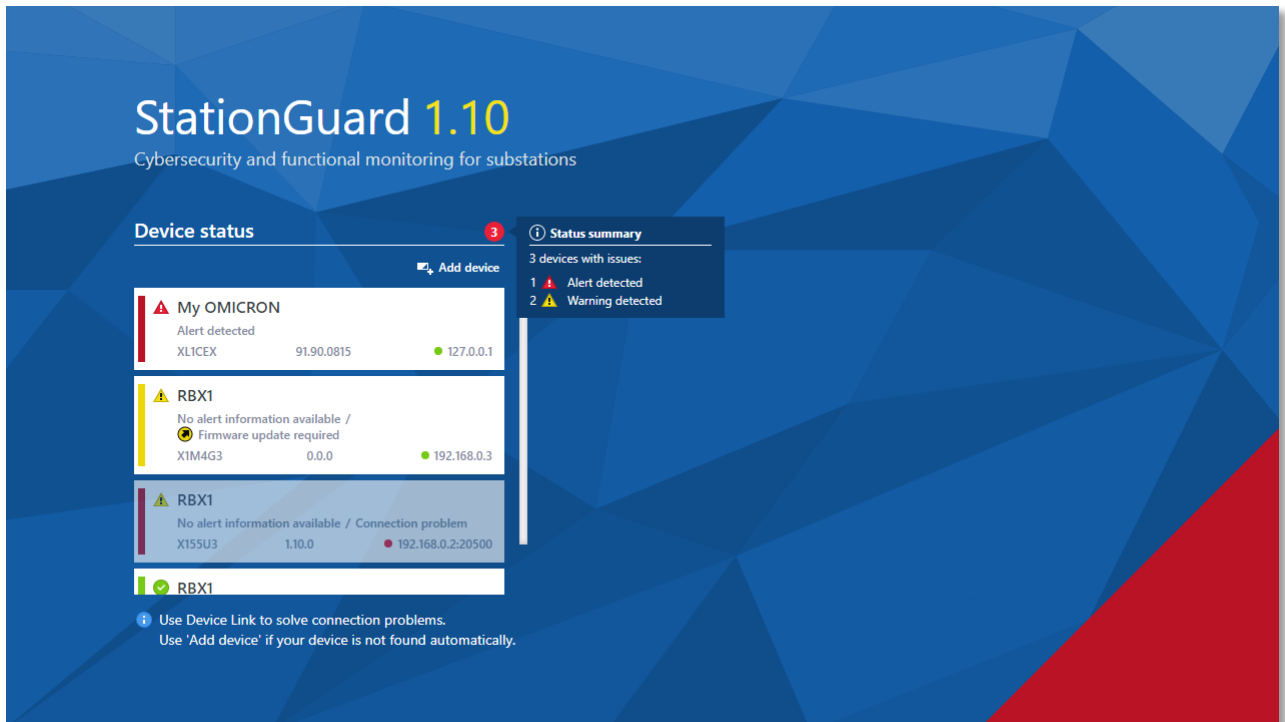 StationGuard 1.10
Cybersecurity and functional monitoring for substations
Device status 3
Add device
Status summary
3 devices with issues:
1 Alert detected
2 Warning detected
My OMICRON
Alert detected
XL1CEX 91.90.0815 127.0.0.1
RBX1
No alert information available /
Firmware update required
X1M4G3 0.0.0 192.168.0.3
RBX1
No alert information available / Connection problem
X155U3 1.10.0 192.168.0.2:20500
RBX1
Use Device Link to solve connection problems.
Use 'Add device' if your device is not found automatically.